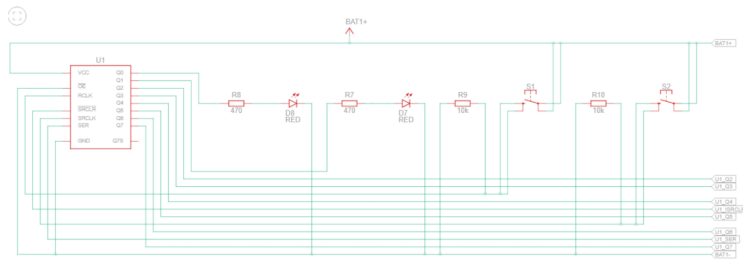 BAT1+
BAT1+
U1
VCC Q0
Q1
OE Q2
RCLK Q3
Q4
SRCLR Q5
SRCLK Q6
SER Q7
GND Q7S
R8
470
D8
RED
R7
470
D7
RED
R9
10k
S1
R10
10k
S2
U1_Q2
U1_Q3
U1_Q4
U1_Q5
U1_Q6
U1_SER
U1_Q7
BAT1-